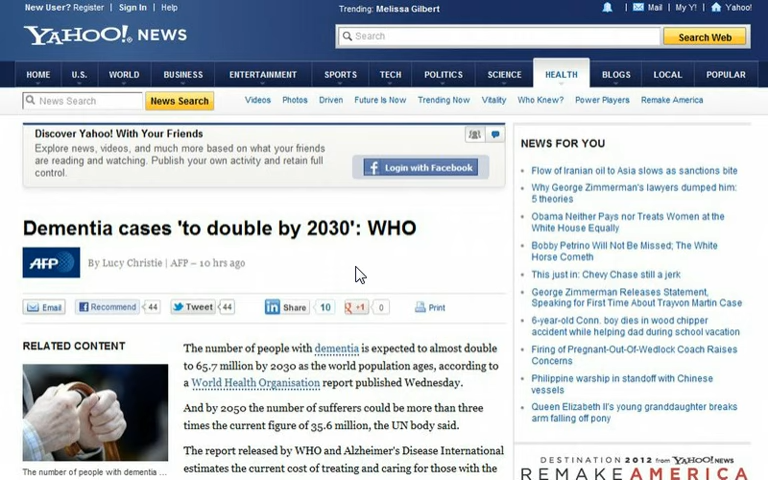 New User? Register | Sign In | Help
Trending: Melissa Gilbert
Mail | My Y! | Yahoo!
YAHOO! NEWS
Search
Search Web
HOME U.S. WORLD BUSINESS ENTERTAINMENT SPORTS TECH POLITICS SCIENCE HEALTH BLOGS LOCAL POPULAR
News Search
News Search
Videos Photos Driven Future Is Now Trending Now Vitality Who Knew? Power Players Remake America
Discover Yahoo! With Your Friends
Explore news, videos, and much more based on what your friends
are reading and watching. Publish your own activity and retain full
control.
Login with Facebook
Dementia cases 'to double by 2030': WHO
AFP
By Lucy Christie | AFP – 10 hrs ago
Email
Recommend 44
Tweet 44
in Share 10
g +1 0
Print
RELATED CONTENT
The number of people with dementia ...
The number of people with dementia is expected to almost double
to 65.7 million by 2030 as the world population ages, according to
a World Health Organisation report published Wednesday.
And by 2050 the number of sufferers could be more than three
times the current figure of 35.6 million, the UN body said.
The report released by WHO and Alzheimer's Disease International
estimates the current cost of treating and caring for those with the
NEWS FOR YOU
Flow of Iranian oil to Asia slows as sanctions bite
Why George Zimmerman's lawyers dumped him:
5 theories
Obama Neither Pays nor Treats Women at the
White House Equally
Bobby Petrino Will Not Be Missed; The White
Horse Cometh
This just in: Chevy Chase still a jerk
George Zimmerman Releases Statement,
Speaking for First Time About Trayvon Martin Case
6-year-old Conn. boy dies in wood chipper
accident while helping dad during school vacation
Firing of Pregnant-Out-Of-Wedlock Coach Raises
Concerns
Philippine warship in standoff with Chinese
vessels
Queen Elizabeth II's young granddaughter breaks
arm falling off pony
DESTINATION 2012 from YAHOO! NEWS
REMAKE AMERICA